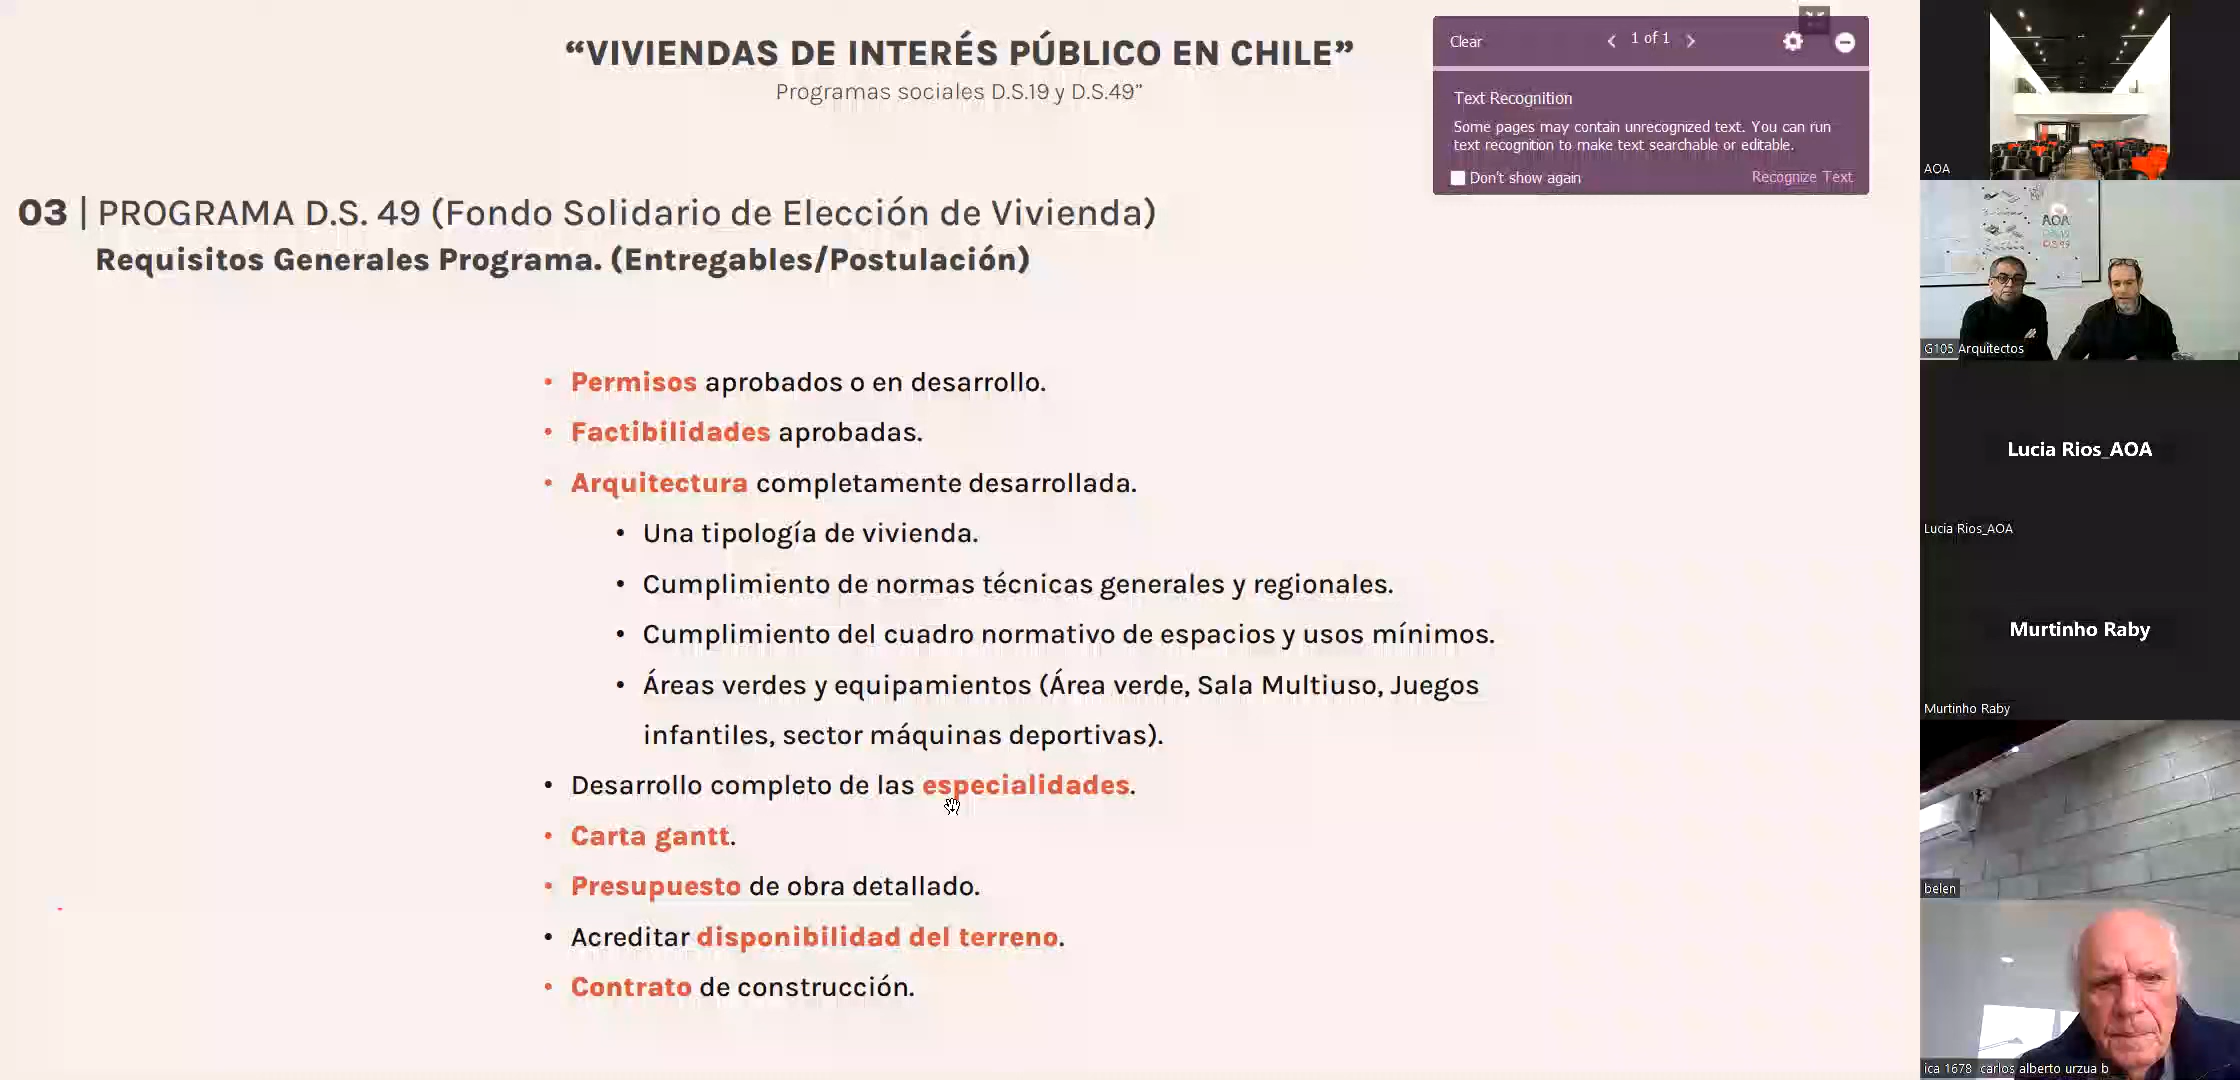 “VIVIENDAS DE INTERÉS PÚBLICO EN CHILE”
Programas sociales D.S.19 y D.S.49”
03 | PROGRAMA D.S. 49 (Fondo Solidario de Elección de Vivienda)
Requisitos Generales Programa. (Entregables/Postulación)
• Permisos aprobados o en desarrollo.
• Factibilidades aprobadas.
• Arquitectura completamente desarrollada.
• Una tipología de vivienda.
• Cumplimiento de normas técnicas generales y regionales.
• Cumplimiento del cuadro normativo de espacios y usos mínimos.
• Áreas verdes y equipamientos (Área verde, Sala Multiuso, Juegos
infantiles, sector máquinas deportivas).
• Desarrollo completo de las especialidades.
• Carta gantt.
• Presupuesto de obra detallado.
• Acreditar disponibilidad del terreno.
• Contrato de construcción.
Clear
1 of 1
Text Recognition
Some pages may contain unrecognized text. You can run
text recognition to make text searchable or editable.
Don't show again
Recognize Text
AOA
AOA
D.S.49
G105 Arquitectos
Lucia Rios_AOA
Lucia Rios_AOA
Murtinho Raby
Murtinho Raby
belen
ica 1678 carlos alberto urzua b